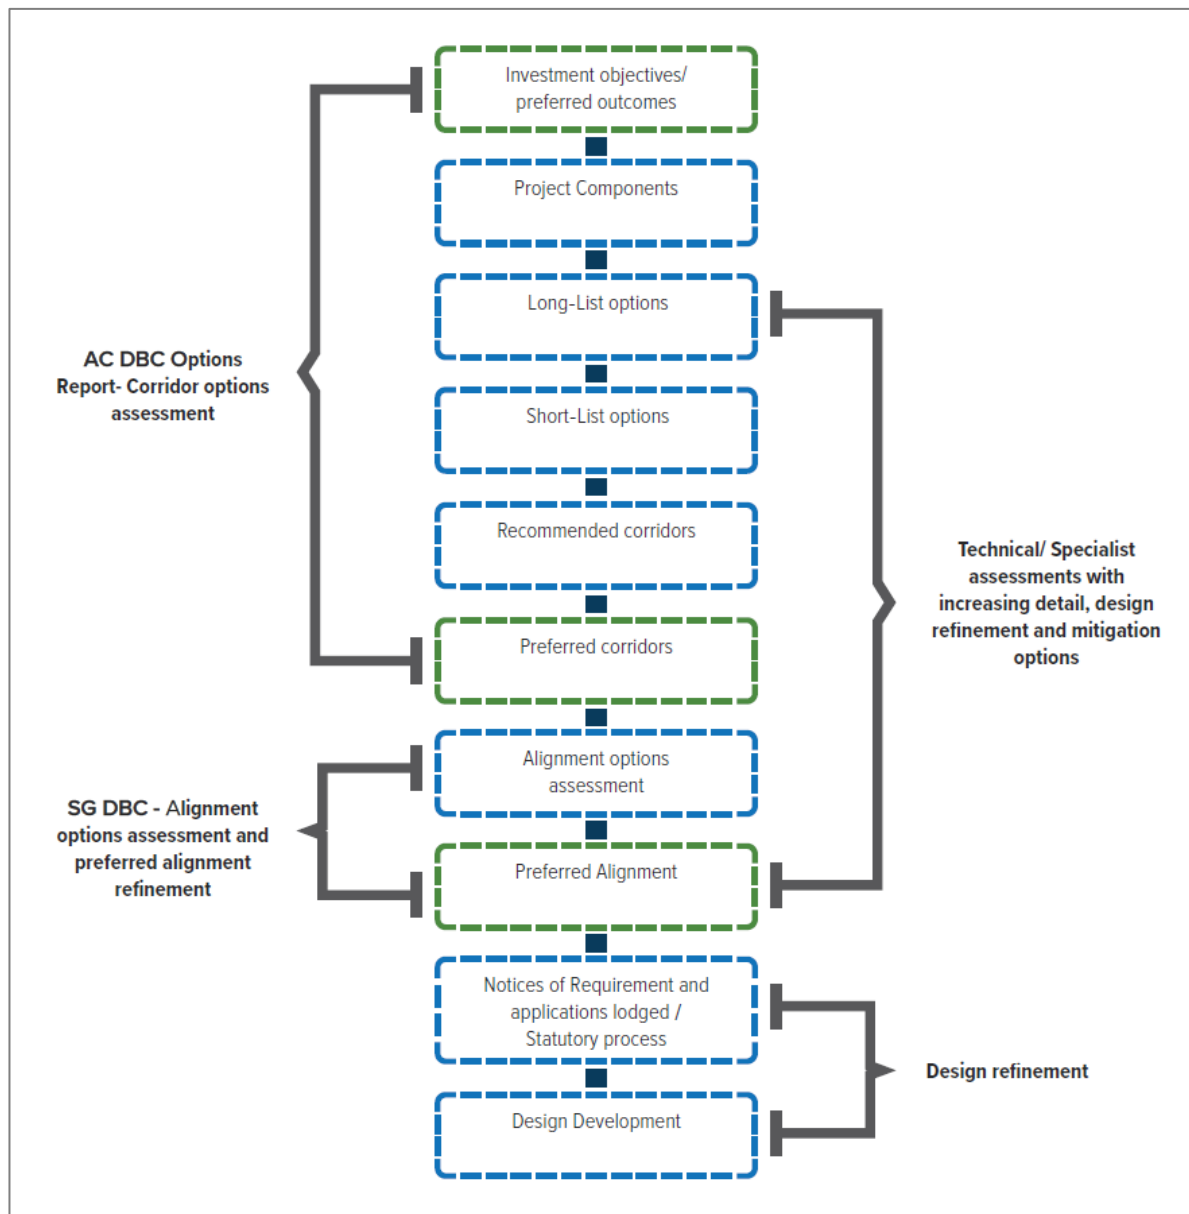 Investment objectives/
preferred outcomes
Project Components
Long-List options
AC DBC Options
Report- Corridor options
assessment
Short-List options
Recommended corridors
Technical/ Specialist
assessments with
increasing detail, design
refinement and mitigation
options
Preferred corridors
Alignment options
assessment
SG DBC - Alignment
options assessment and
preferred alignment
refinement
Preferred Alignment
Notices of Requirement and
applications lodged /
Statutory process
Design refinement
Design Development